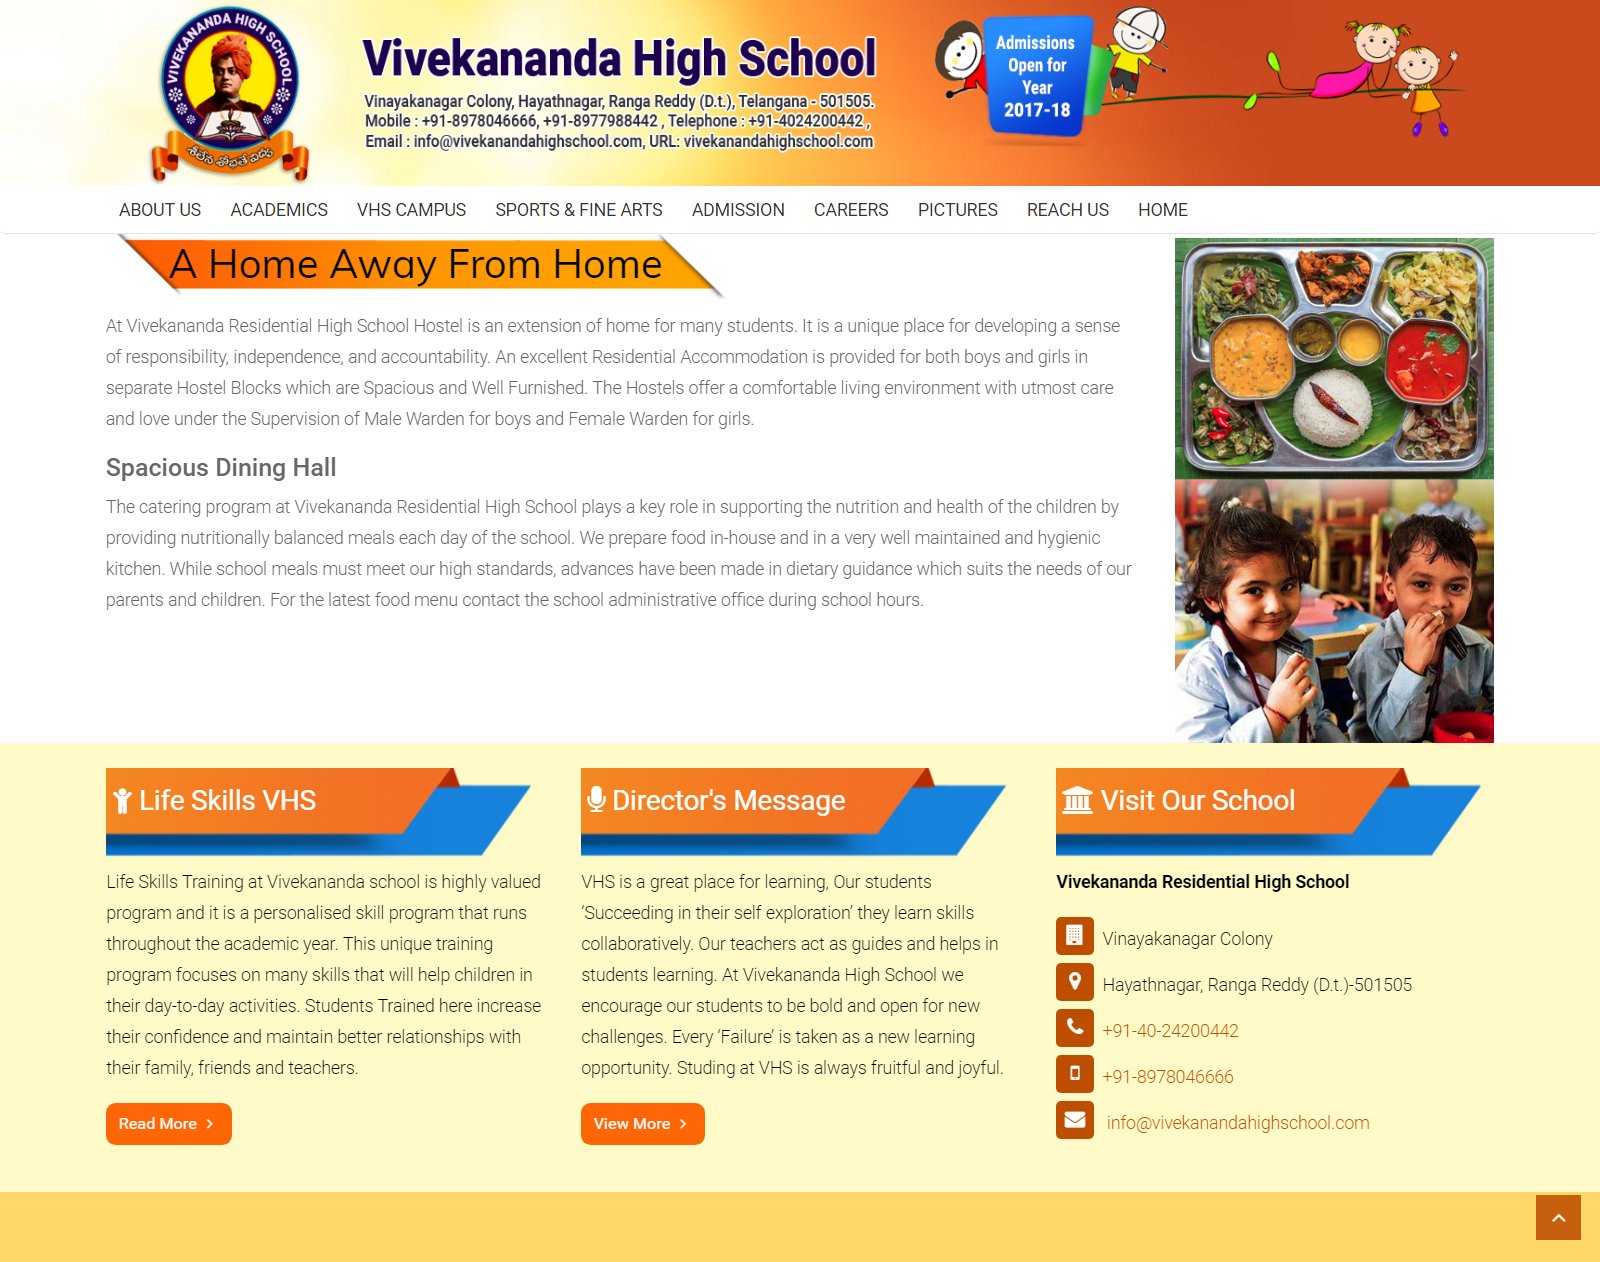 VIVEKANANDA HIGH SCHOOL
శీలేన శోభతే విద్య
Vivekananda High School
Vinayakanagar Colony, Hayathnagar, Ranga Reddy (D.t.), Telangana - 501505.
Mobile : +91-8978046666, +91-8977988442 , Telephone : +91-4024200442 ,
Email : info@vivekanandahighschool.com, URL: vivekanandahighschool.com
Admissions
Open for
Year
2017-18
ABOUT US ACADEMICS VHS CAMPUS SPORTS & FINE ARTS ADMISSION CAREERS PICTURES REACH US HOME
A Home Away From Home
At Vivekananda Residential High School Hostel is an extension of home for many students. It is a unique place for developing a sense
of responsibility, independence, and accountability. An excellent Residential Accommodation is provided for both boys and girls in
separate Hostel Blocks which are Spacious and Well Furnished. The Hostels offer a comfortable living environment with utmost care
and love under the Supervision of Male Warden for boys and Female Warden for girls.
Spacious Dining Hall
The catering program at Vivekananda Residential High School plays a key role in supporting the nutrition and health of the children by
providing nutritionally balanced meals each day of the school. We prepare food in-house and in a very well maintained and hygienic
kitchen. While school meals must meet our high standards, advances have been made in dietary guidance which suits the needs of our
parents and children. For the latest food menu contact the school administrative office during school hours.
Life Skills VHS
Life Skills Training at Vivekananda school is highly valued
program and it is a personalised skill program that runs
throughout the academic year. This unique training
program focuses on many skills that will help children in
their day-to-day activities. Students Trained here increase
their confidence and maintain better relationships with
their family, friends and teachers.
Read More
Director's Message
VHS is a great place for learning, Our students
‘Succeeding in their self exploration’ they learn skills
collaboratively. Our teachers act as guides and helps in
students learning. At Vivekananda High School we
encourage our students to be bold and open for new
challenges. Every ‘Failure’ is taken as a new learning
opportunity. Studing at VHS is always fruitful and joyful.
View More
Visit Our School
Vivekananda Residential High School
Vinayakanagar Colony
Hayathnagar, Ranga Reddy (D.t.)-501505
+91-40-24200442
+91-8978046666
info@vivekanandahighschool.com